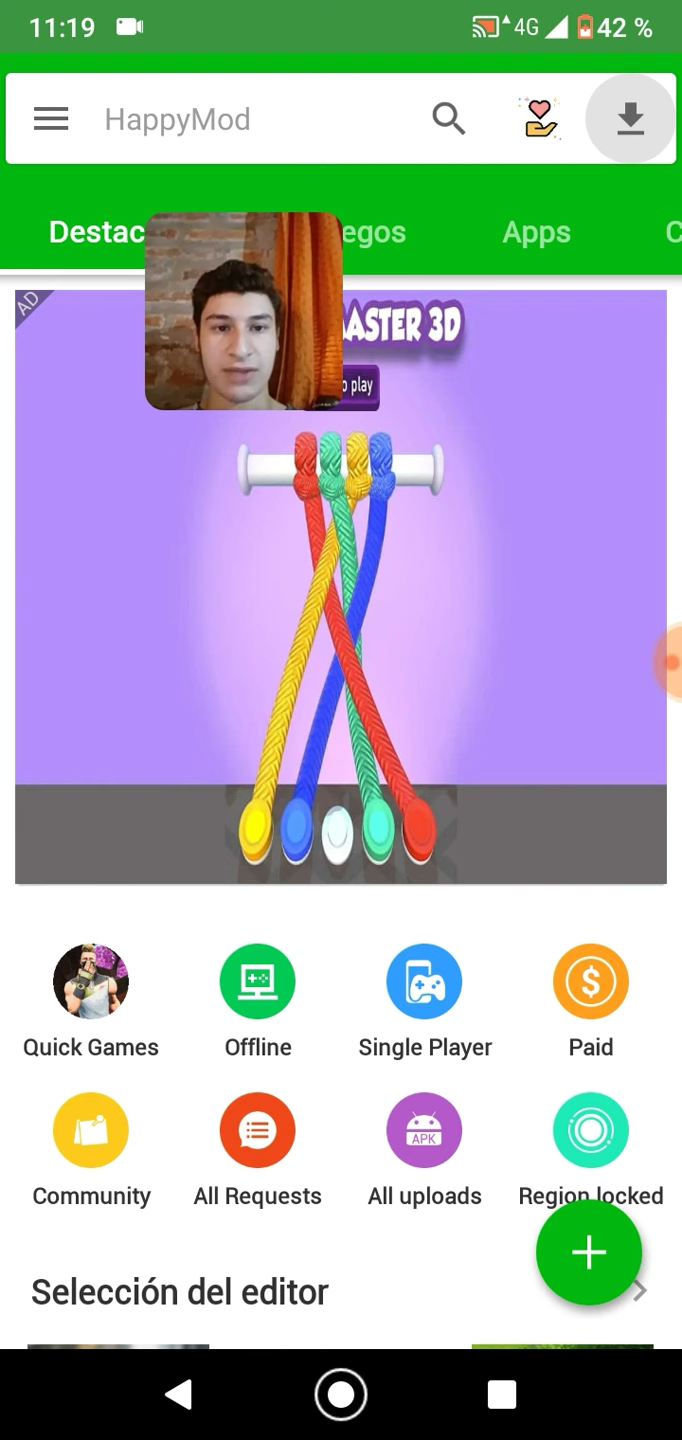 11:19 4G 42 %
HappyMod
Destac egos Apps C
AD
ASTER 3D
o play
Quick Games Offline Single Player Paid
APK
Community All Requests All uploads Region locked
Selección del editor